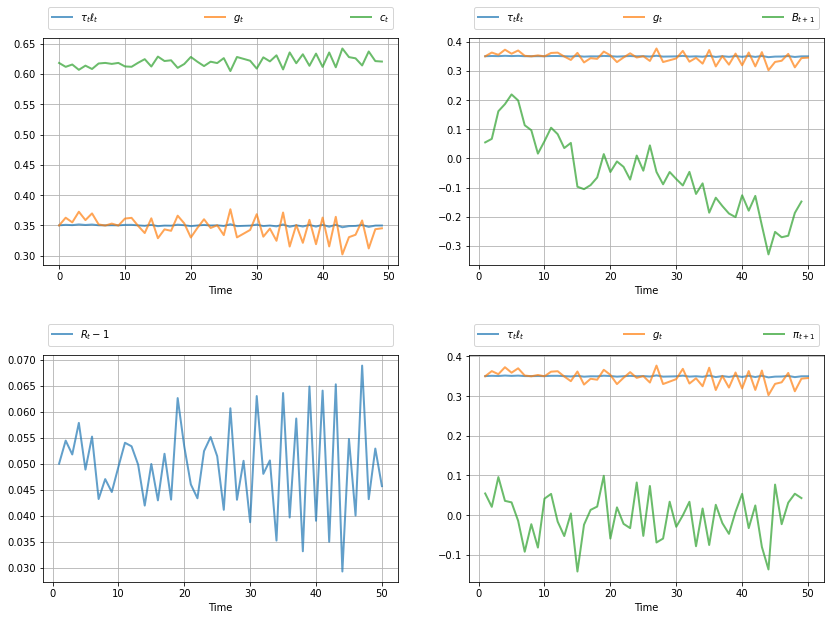 τₜℓₜ gₜ cₜ
0.65
0.60
0.55
0.50
0.45
0.40
0.35
0.30
0 10 20 30 40 50
Time
τₜℓₜ gₜ Bₜ₊₁
0.4
0.3
0.2
0.1
0.0
−0.1
−0.2
−0.3
0 10 20 30 40 50
Time
Rₜ − 1
0.070
0.065
0.060
0.055
0.050
0.045
0.040
0.035
0.030
0 10 20 30 40 50
Time
τₜℓₜ gₜ πₜ₊₁
0.4
0.3
0.2
0.1
0.0
−0.1
0 10 20 30 40 50
Time